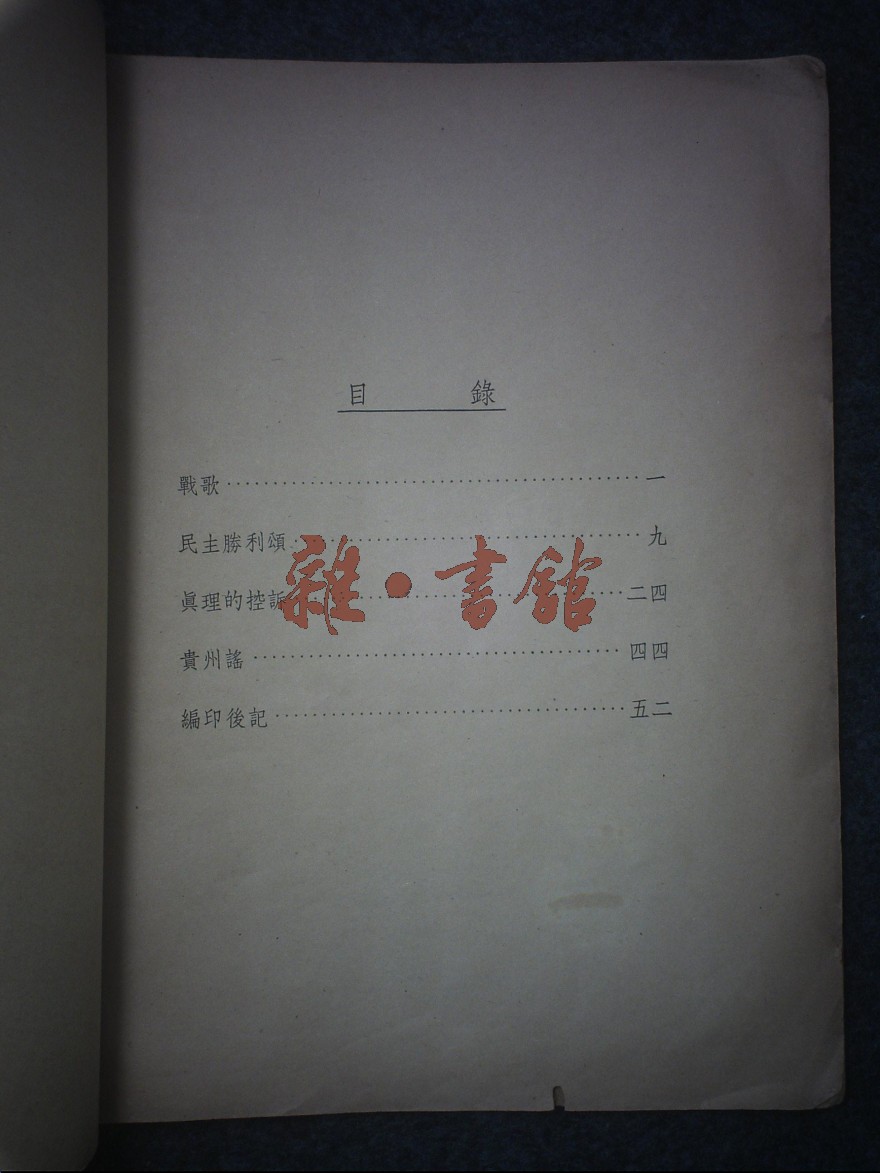 目 錄
戰歌……………………………一
民主勝利頌……………………………九
雜·書館
眞理的控訴……………………………二四
貴州謠……………………………四四
編印後記……………………………五二